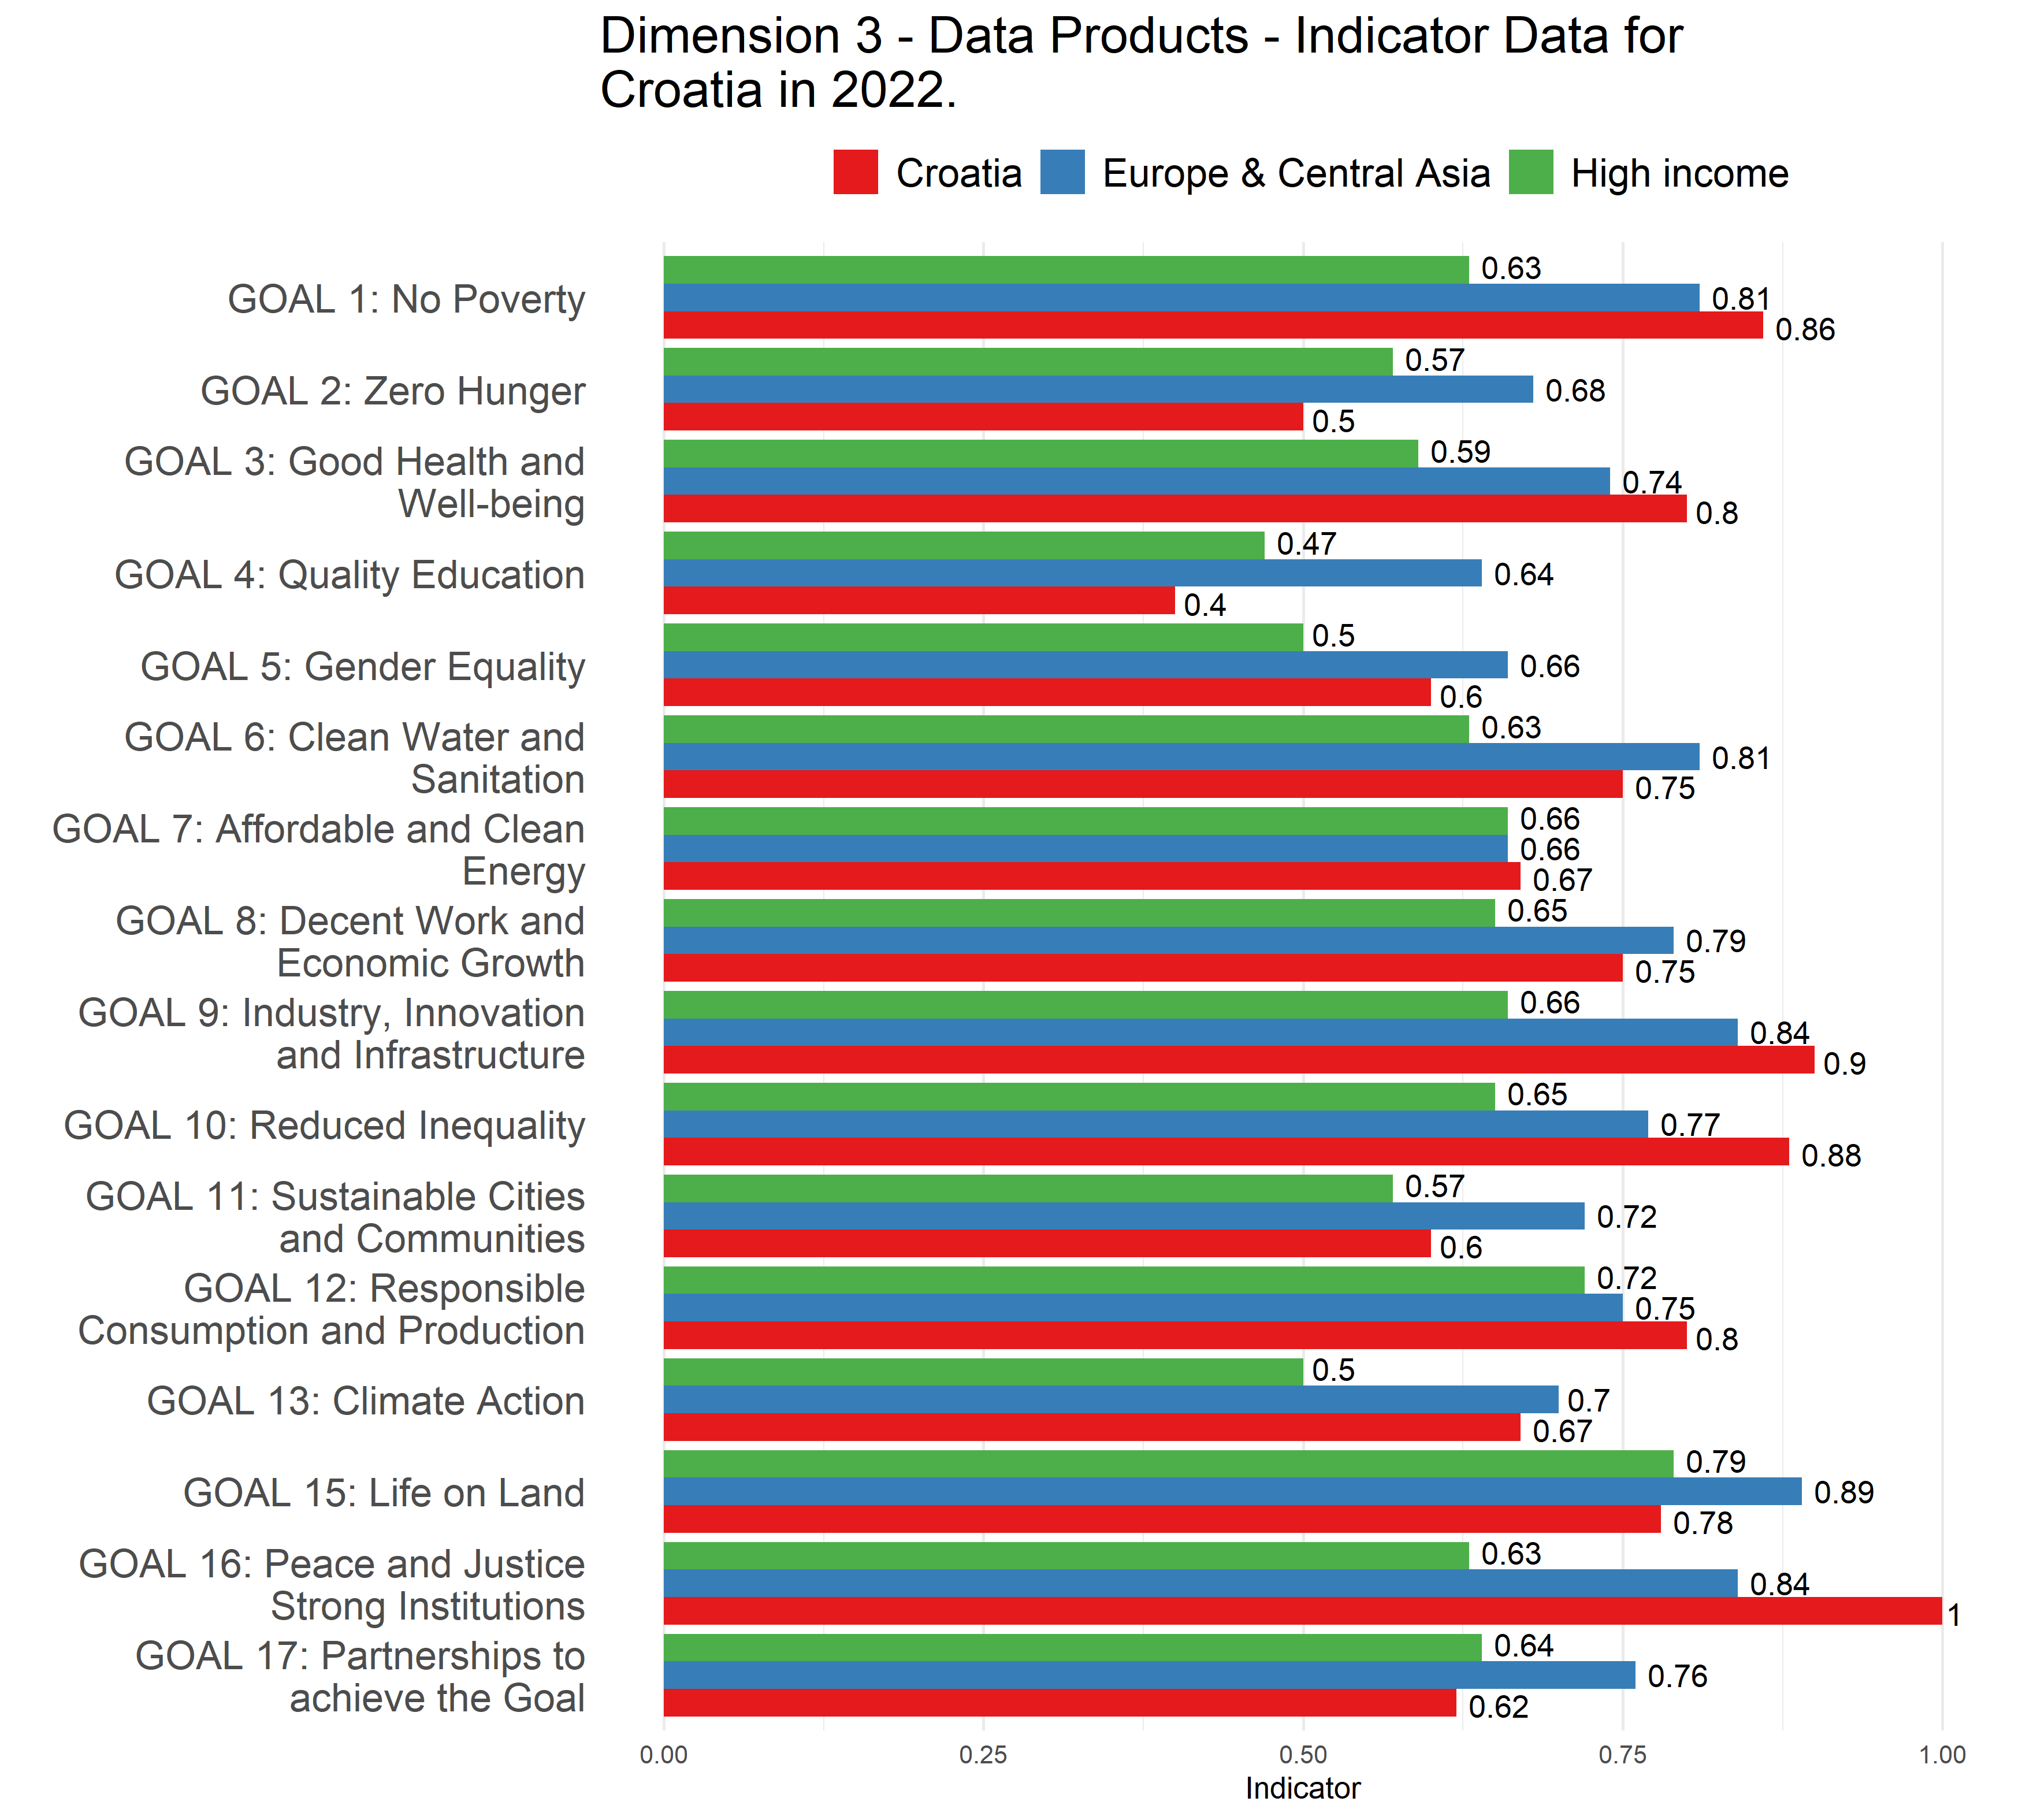 Dimension 3 - Data Products - Indicator Data for
Croatia in 2022.
Croatia
Europe & Central Asia
High income
GOAL 1: No Poverty
0.63
0.81
0.86
GOAL 2: Zero Hunger
0.57
0.68
0.5
GOAL 3: Good Health and
Well-being
0.59
0.74
0.8
GOAL 4: Quality Education
0.47
0.64
0.4
GOAL 5: Gender Equality
0.5
0.66
0.6
GOAL 6: Clean Water and
Sanitation
0.63
0.81
0.75
GOAL 7: Affordable and Clean
Energy
0.66
0.66
0.67
GOAL 8: Decent Work and
Economic Growth
0.65
0.79
0.75
GOAL 9: Industry, Innovation
and Infrastructure
0.66
0.84
0.9
GOAL 10: Reduced Inequality
0.65
0.77
0.88
GOAL 11: Sustainable Cities
and Communities
0.57
0.72
0.6
GOAL 12: Responsible
Consumption and Production
0.72
0.75
0.8
GOAL 13: Climate Action
0.5
0.7
0.67
GOAL 15: Life on Land
0.79
0.89
0.78
GOAL 16: Peace and Justice
Strong Institutions
0.63
0.84
1
GOAL 17: Partnerships to
achieve the Goal
0.64
0.76
0.62
0.00 0.25 0.50 0.75 1.00
Indicator